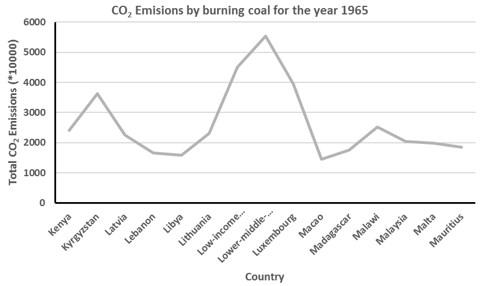 CO₂ Emisions by burning coal for the year 1965
Total CO₂ Emissions (*10000)
6000
5000
4000
3000
2000
1000
0
Kenya
Kyrgyzstan
Latvia
Lebanon
Libya
Lithuania
Low-income...
Lower-middle-...
Luxembourg
Macao
Madagascar
Malawi
Malaysia
Malta
Mauritius
Country